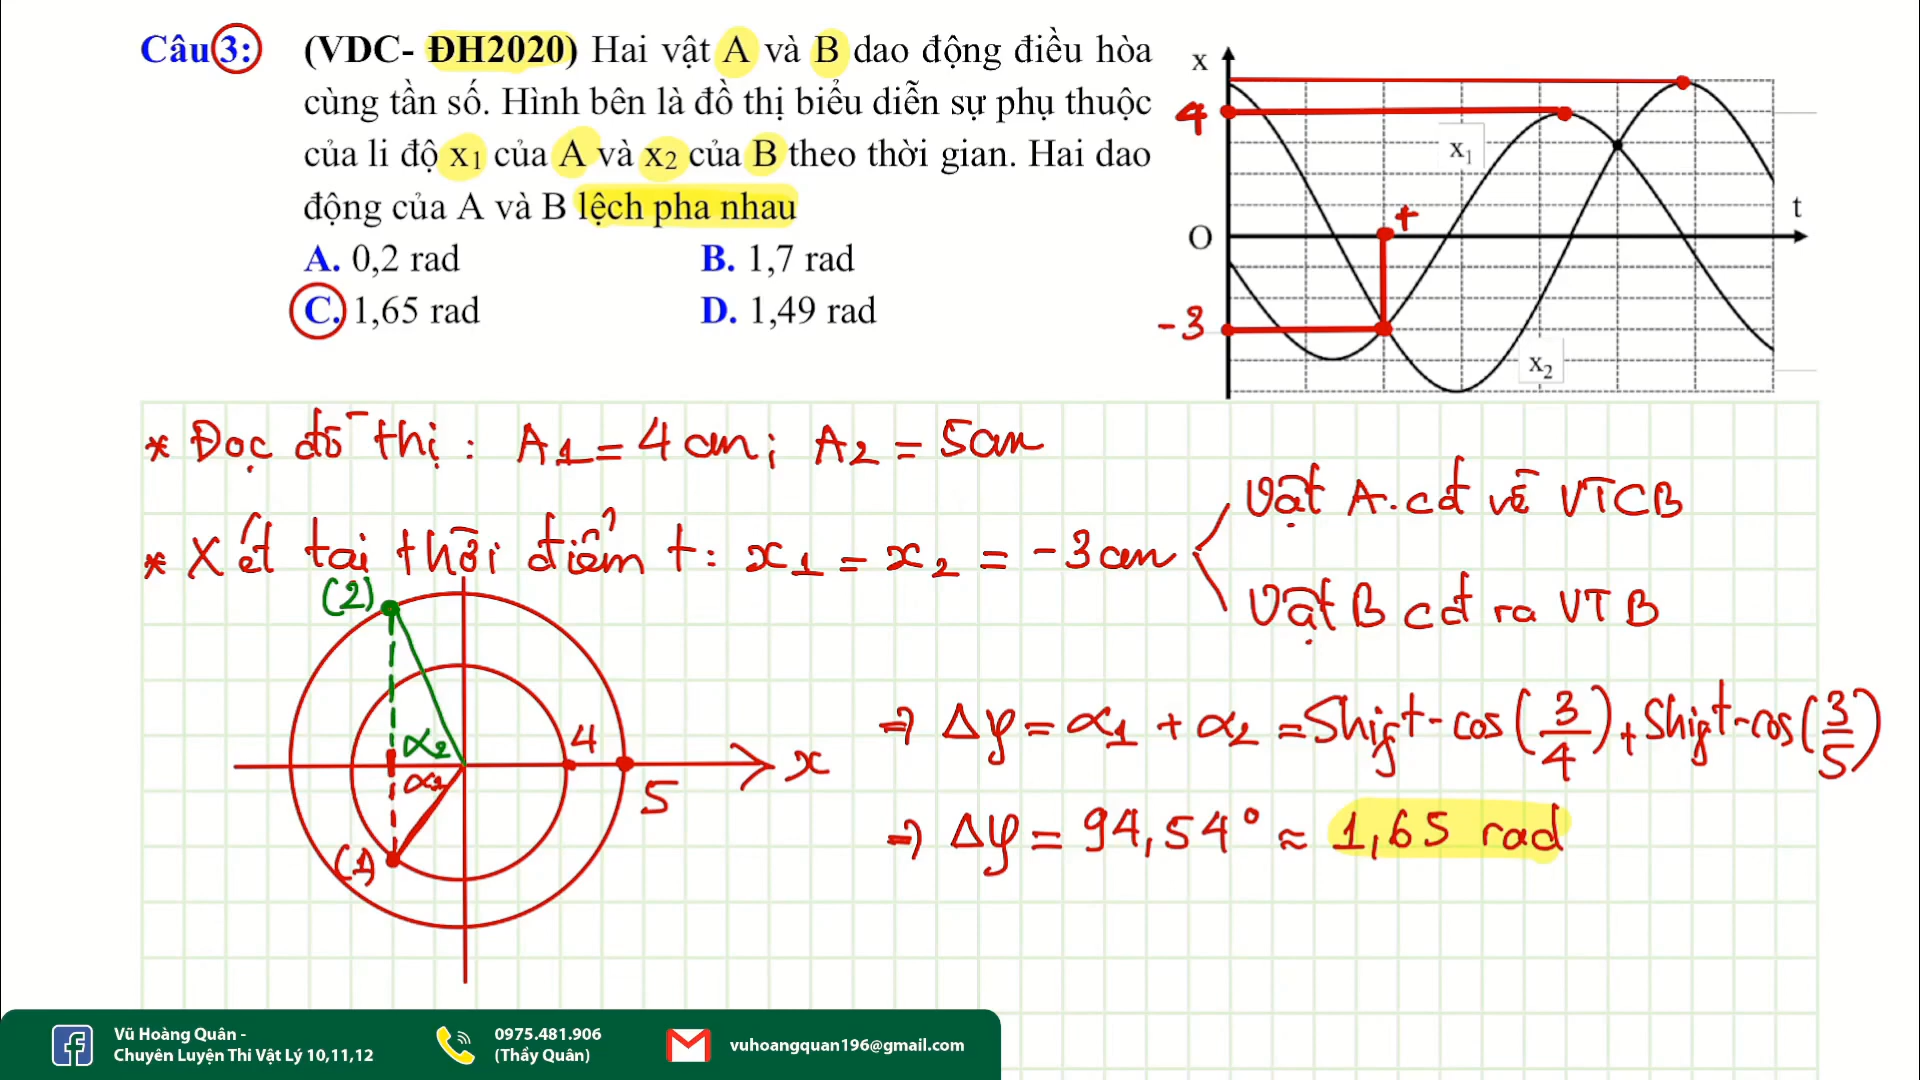 Câu 3: (VDC- ĐH2020) Hai vật A và B dao động điều hòa
cùng tần số. Hình bên là đồ thị biểu diễn sự phụ thuộc
của li độ x₁ của A và x₂ của B theo thời gian. Hai dao
động của A và B lệch pha nhau
A. 0,2 rad B. 1,7 rad
C. 1,65 rad D. 1,49 rad
x
4
x₁
t
t
O
-3
x₂
* Đọc đồ thị : A₁ = 4 cm ; A₂ = 5cm
* Xét tại thời điểm t : x₁ = x₂ = -3 cm
Vật A cđ về VTCB
Vật B cđ ra VTB
(2)
α₂
α₁
(1)
4
5
x
⇒ Δφ = α₁ + α₂ = Shift-cos(3/4) + Shift-cos(3/5)
⇒ Δφ = 94,54° ≈ 1,65 rad
Vũ Hoàng Quân -
Chuyên Luyện Thi Vật Lý 10,11,12
0975.481.906
(Thầy Quân)
vuhoangquan196@gmail.com